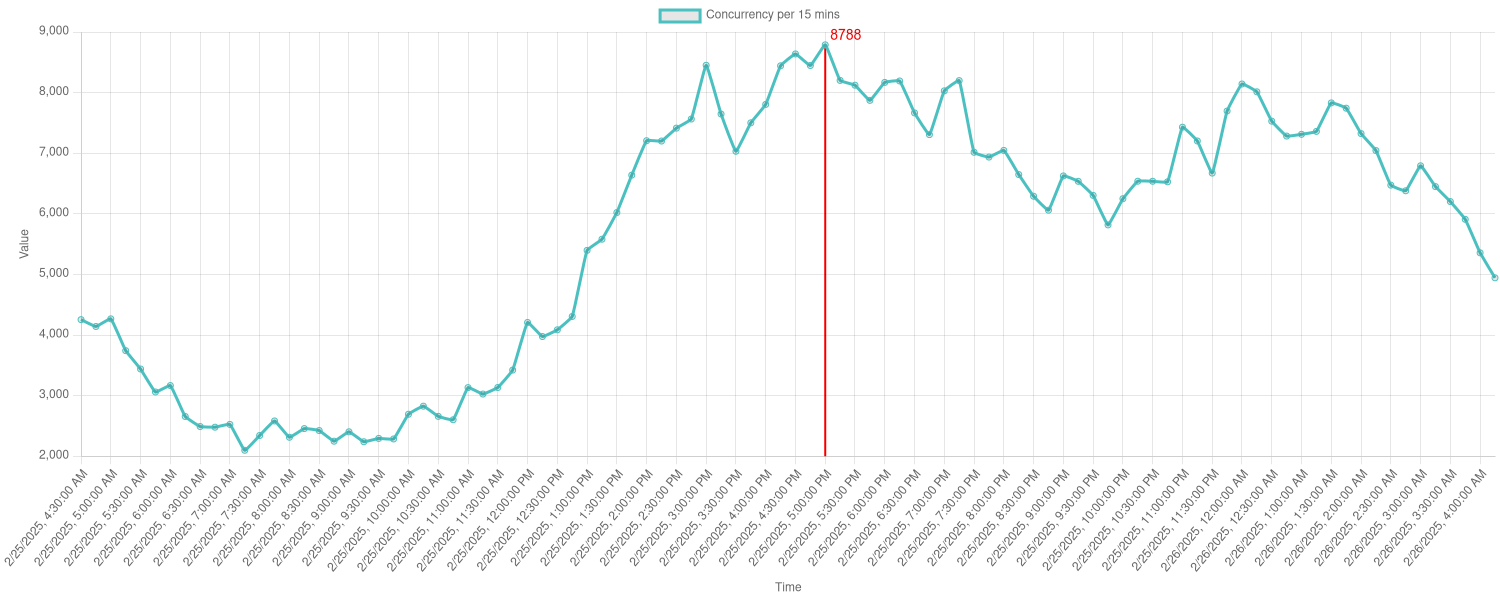 Concurrency per 15 mins
8788
9,000
8,000
7,000
6,000
5,000
4,000
3,000
2,000
Value
2/25/2025, 4:30:00 AM
2/25/2025, 5:00:00 AM
2/25/2025, 5:30:00 AM
2/25/2025, 6:00:00 AM
2/25/2025, 6:30:00 AM
2/25/2025, 7:00:00 AM
2/25/2025, 7:30:00 AM
2/25/2025, 8:00:00 AM
2/25/2025, 8:30:00 AM
2/25/2025, 9:00:00 AM
2/25/2025, 9:30:00 AM
2/25/2025, 10:00:00 AM
2/25/2025, 10:30:00 AM
2/25/2025, 11:00:00 AM
2/25/2025, 11:30:00 AM
2/25/2025, 12:00:00 PM
2/25/2025, 12:30:00 PM
2/25/2025, 1:00:00 PM
2/25/2025, 1:30:00 PM
2/25/2025, 2:00:00 PM
2/25/2025, 2:30:00 PM
2/25/2025, 3:00:00 PM
2/25/2025, 3:30:00 PM
2/25/2025, 4:00:00 PM
2/25/2025, 4:30:00 PM
2/25/2025, 5:00:00 PM
2/25/2025, 5:30:00 PM
2/25/2025, 6:00:00 PM
2/25/2025, 6:30:00 PM
2/25/2025, 7:00:00 PM
2/25/2025, 7:30:00 PM
2/25/2025, 8:00:00 PM
2/25/2025, 8:30:00 PM
2/25/2025, 9:00:00 PM
2/25/2025, 9:30:00 PM
2/25/2025, 10:00:00 PM
2/25/2025, 10:30:00 PM
2/25/2025, 11:00:00 PM
2/25/2025, 11:30:00 PM
2/26/2025, 12:00:00 AM
2/26/2025, 12:30:00 AM
2/26/2025, 1:00:00 AM
2/26/2025, 1:30:00 AM
2/26/2025, 2:00:00 AM
2/26/2025, 2:30:00 AM
2/26/2025, 3:00:00 AM
2/26/2025, 3:30:00 AM
2/26/2025, 4:00:00 AM
Time